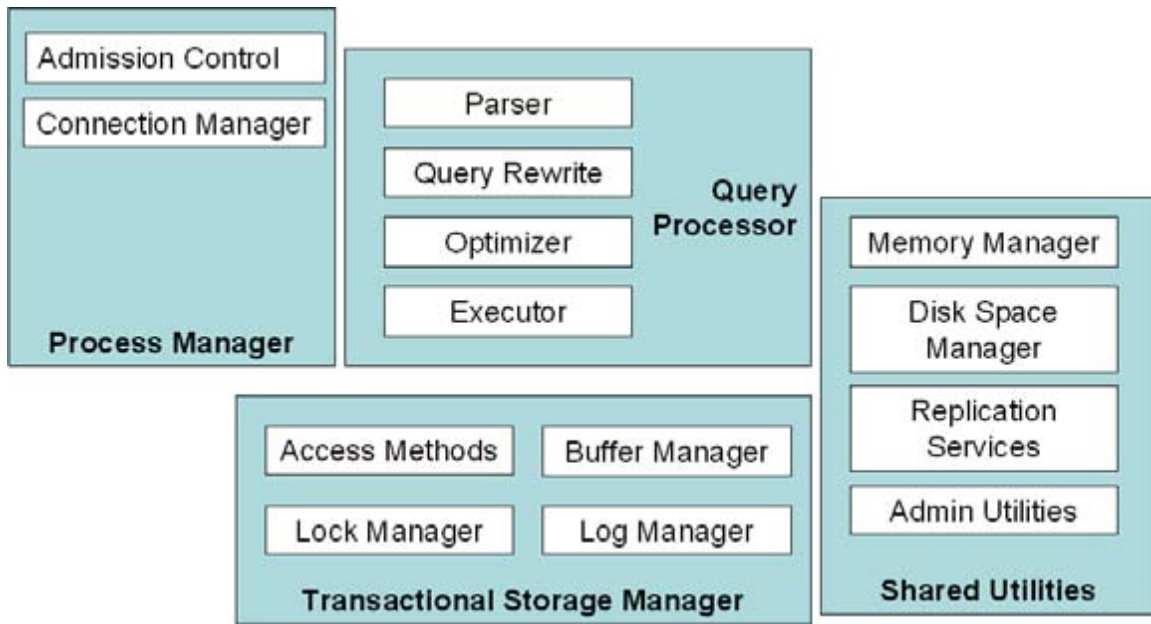 Admission Control
Connection Manager
Process Manager
Parser
Query Rewrite
Optimizer
Executor
Query
Processor
Memory Manager
Disk Space
Manager
Replication
Services
Admin Utilities
Shared Utilities
Access Methods
Buffer Manager
Lock Manager
Log Manager
Transactional Storage Manager